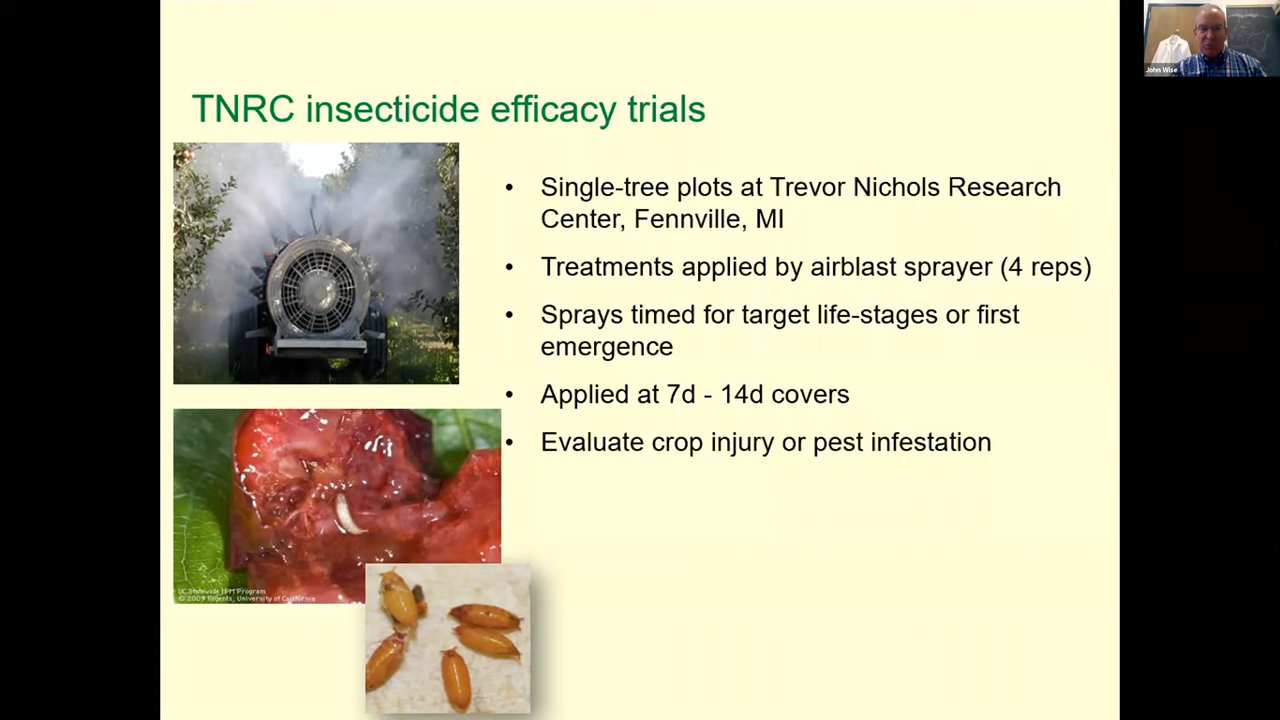 TNRC insecticide efficacy trials
• Single-tree plots at Trevor Nichols Research
Center, Fennville, MI
• Treatments applied by airblast sprayer (4 reps)
• Sprays timed for target life-stages or first
emergence
• Applied at 7d - 14d covers
• Evaluate crop injury or pest infestation
UC Statewide IPM Program
© 2009 Regents, University of California
John Wise